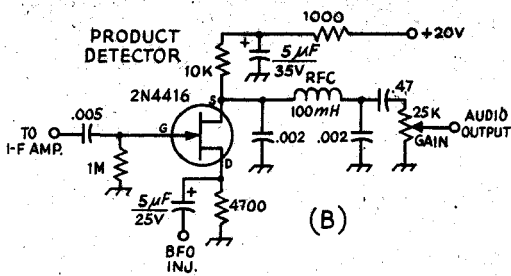 PRODUCT
DETECTOR
1000
+20V
+
5µF
35V
10K
RFC
2N4416
S
100mH
.47
.005
G
25K
AUDIO
OUTPUT
TO
I-F AMP.
.002
.002
GAIN
1M
D
5µF
25V
+
4700
(B)
BFO
INJ.